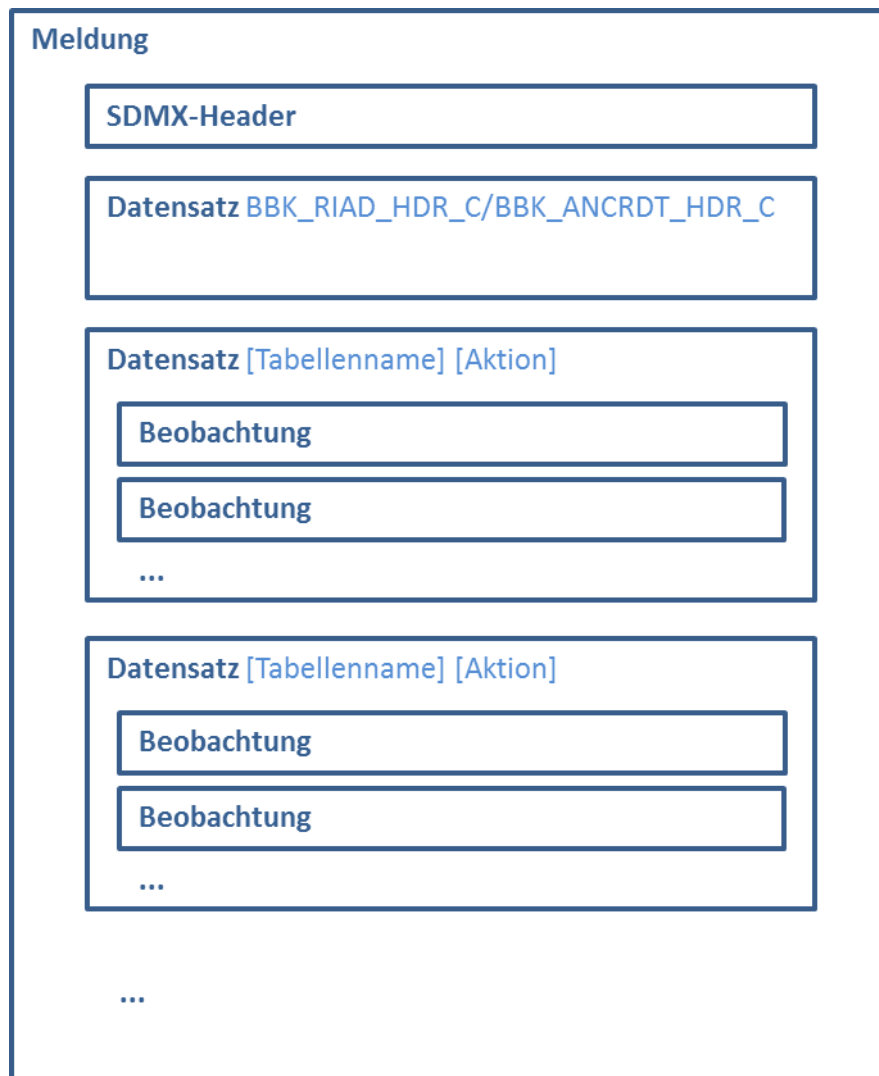 Meldung
SDMX-Header
Datensatz BBK_RIAD_HDR_C/BBK_ANCRDT_HDR_C
Datensatz [Tabellenname] [Aktion]
Beobachtung
Beobachtung
...
Datensatz [Tabellenname] [Aktion]
Beobachtung
Beobachtung
...
...